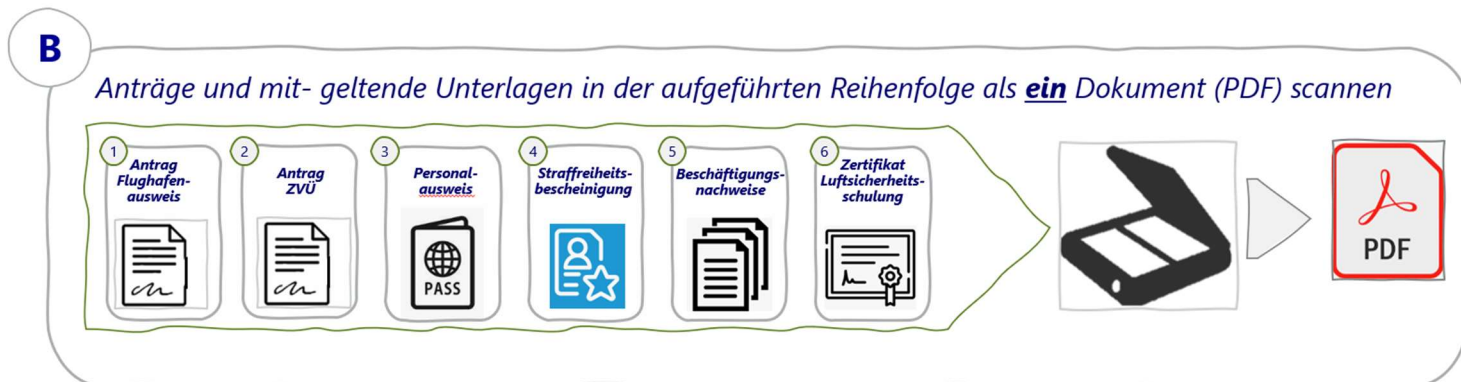 B
Anträge und mit- geltende Unterlagen in der aufgeführten Reihenfolge als ein Dokument (PDF) scannen
1
Antrag
Flughafen-
ausweis
2
Antrag
ZVÜ
3
Personal-
ausweis
PASS
4
Straffreiheits-
bescheinigung
5
Beschäftigungs-
nachweise
6
Zertifikat
Luftsicherheits-
schulung
PDF